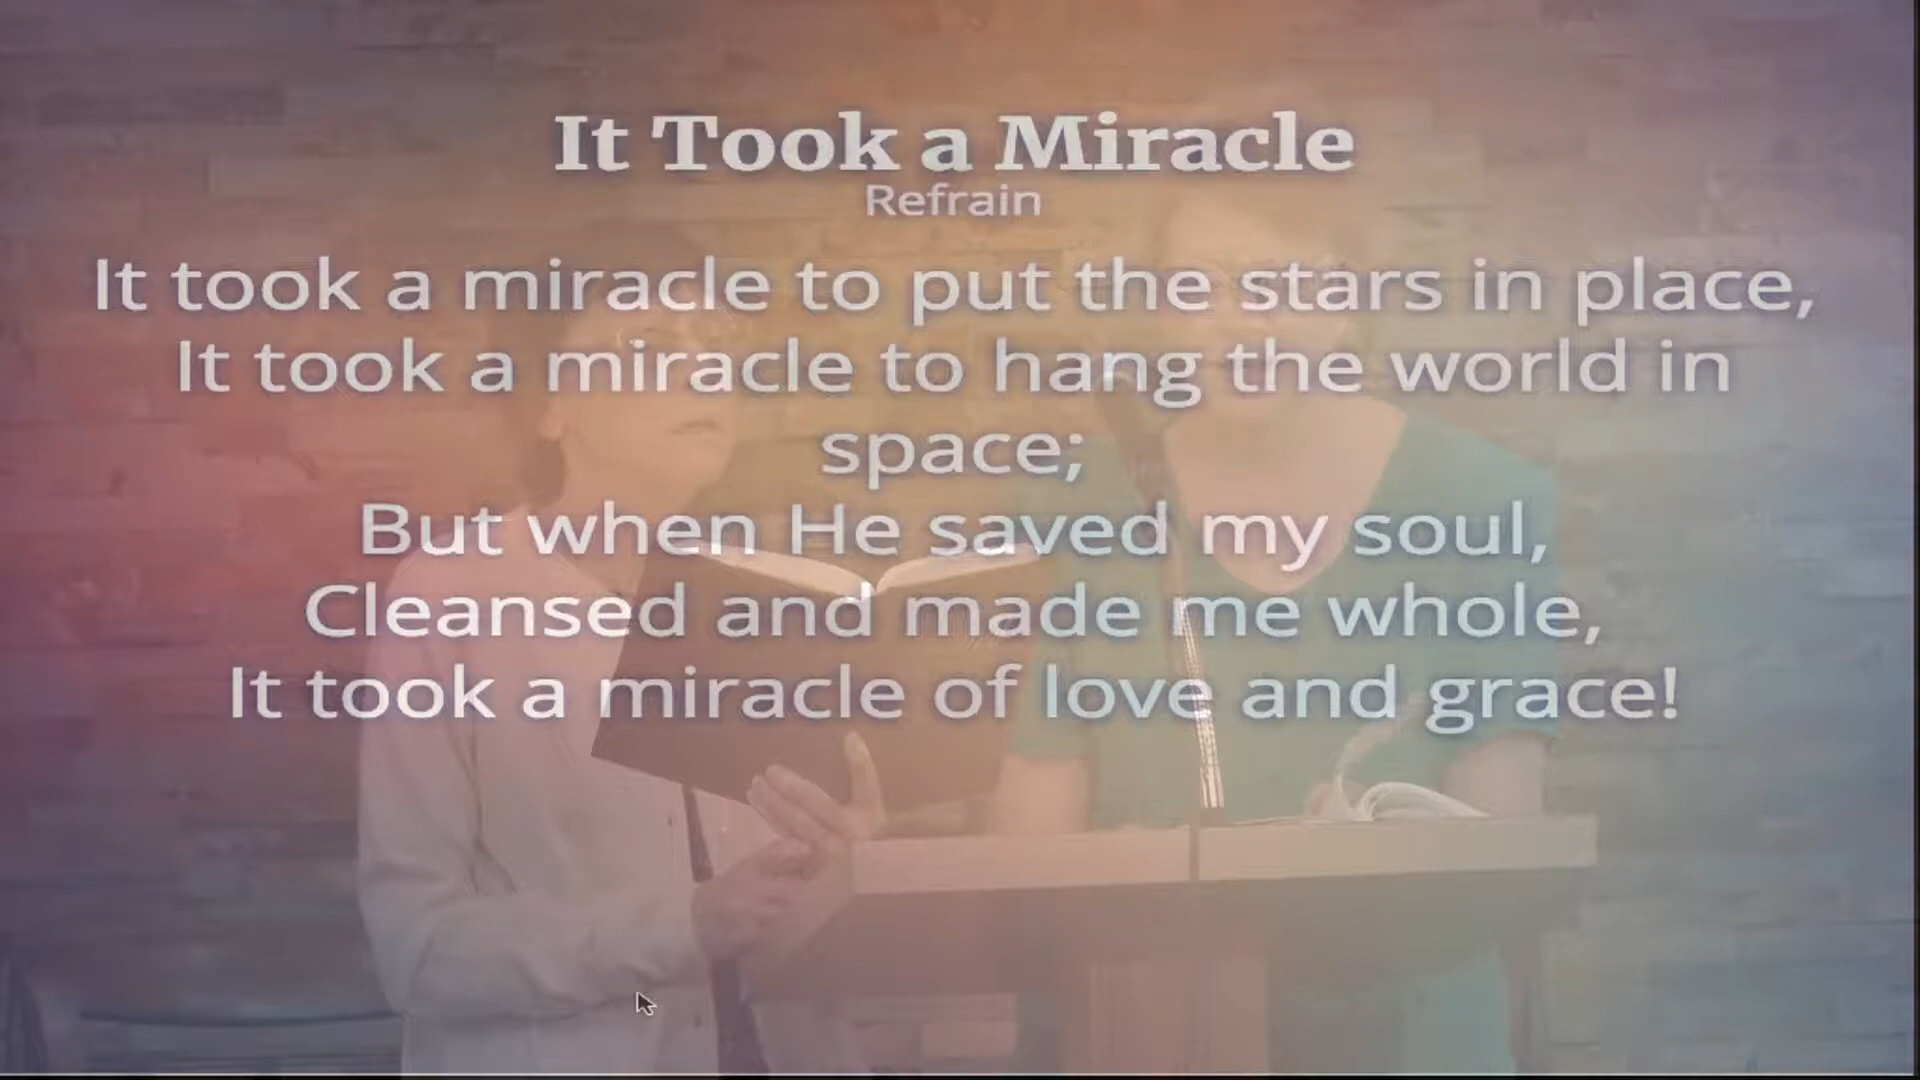 It Took a Miracle
Refrain
It took a miracle to put the stars in place,
It took a miracle to hang the world in
space;
But when He saved my soul,
Cleansed and made me whole,
It took a miracle of love and grace!